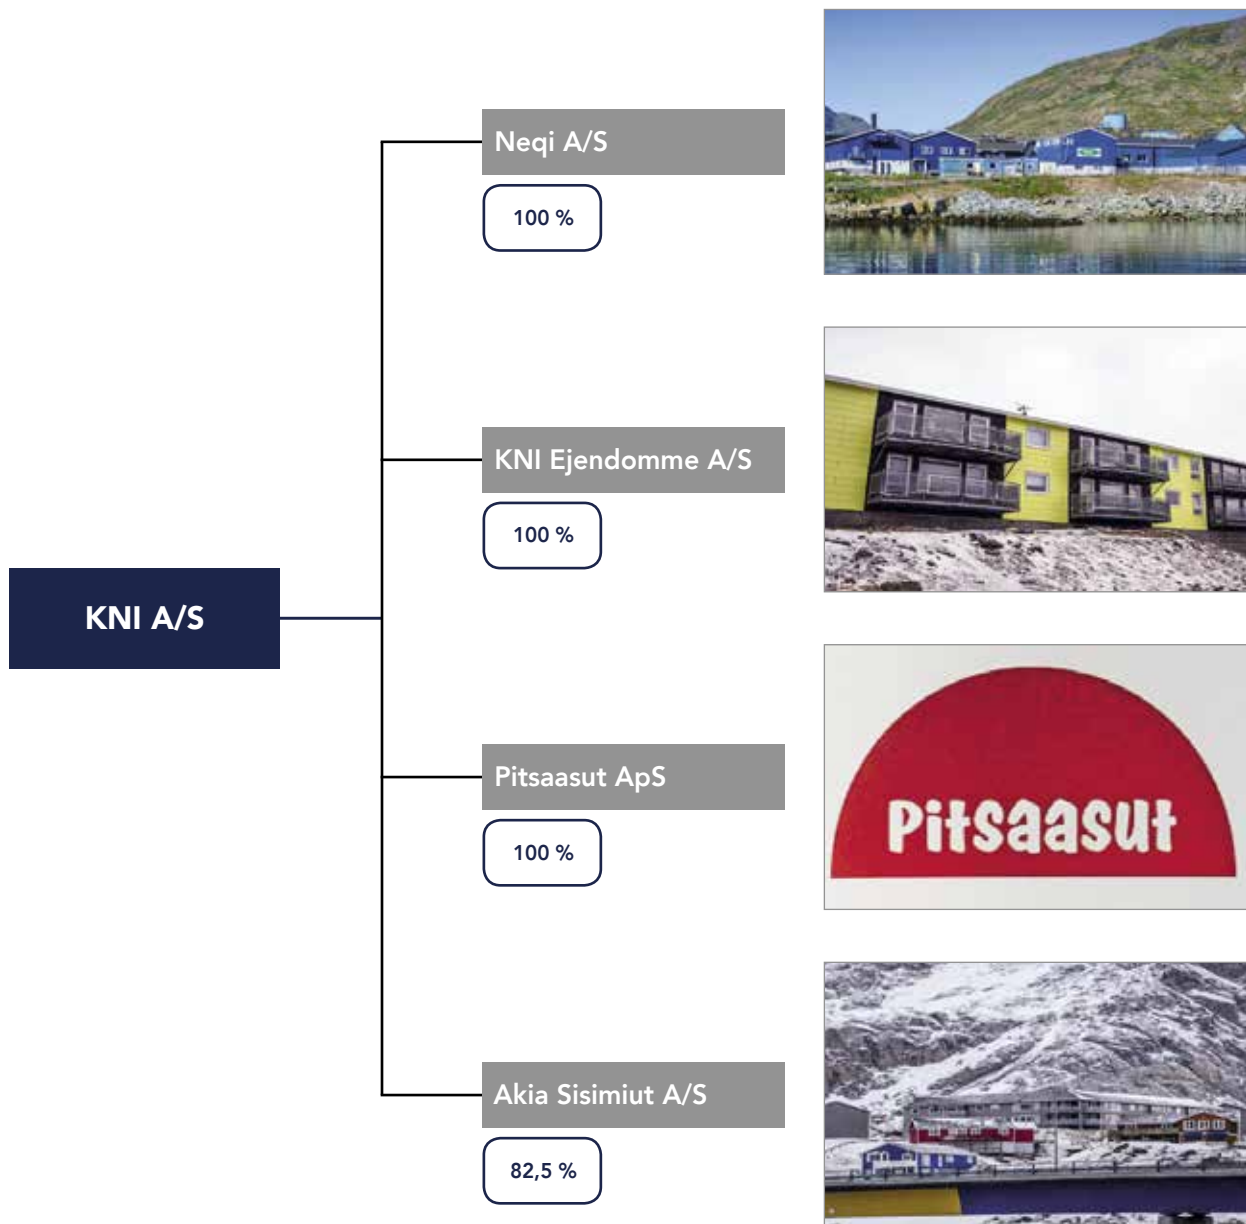 Neqi A/S
100 %
KNI Ejendomme A/S
100 %
KNI A/S
Pitsaasut ApS
100 %
Pitsaasut
Akia Sisimiut A/S
82,5 %